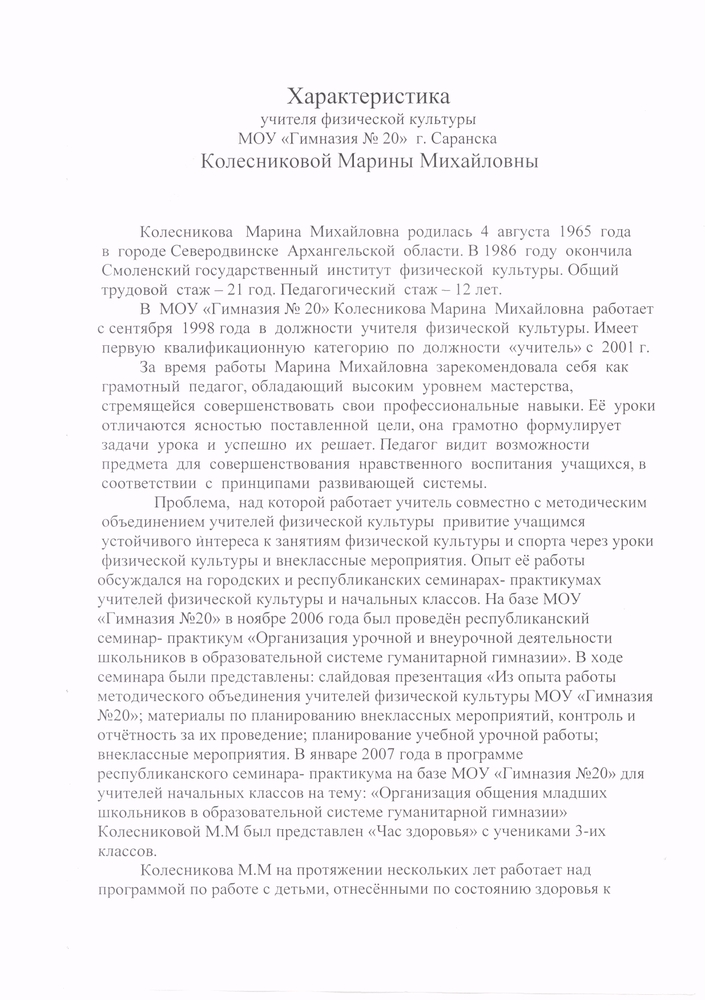 Характеристика
учителя физической культуры
МОУ «Гимназия № 20» г. Саранска
Колесниковой Марины Михайловны
Колесникова Марина Михайловна родилась 4 августа 1965 года
в городе Северодвинске Архангельской области. В 1986 году окончила
Смоленский государственный институт физической культуры. Общий
трудовой стаж – 21 год. Педагогический стаж – 12 лет.
В МОУ «Гимназия № 20» Колесникова Марина Михайловна работает
с сентября 1998 года в должности учителя физической культуры. Имеет
первую квалификационную категорию по должности «учитель» с 2001 г.
За время работы Марина Михайловна зарекомендовала себя как
грамотный педагог, обладающий высоким уровнем мастерства,
стремящейся совершенствовать свои профессиональные навыки. Её уроки
отличаются ясностью поставленной цели, она грамотно формулирует
задачи урока и успешно их решает. Педагог видит возможности
предмета для совершенствования нравственного воспитания учащихся, в
соответствии с принципами развивающей системы.
Проблема, над которой работает учитель совместно с методическим
объединением учителей физической культуры привитие учащимся
устойчивого интереса к занятиям физической культуры и спорта через уроки
физической культуры и внеклассные мероприятия. Опыт её работы
обсуждался на городских и республиканских семинарах- практикумах
учителей физической культуры и начальных классов. На базе МОУ
«Гимназия №20» в ноябре 2006 года был проведён республиканский
семинар- практикум «Организация урочной и внеурочной деятельности
школьников в образовательной системе гуманитарной гимназии». В ходе
семинара были представлены: слайдовая презентация «Из опыта работы
методического объединения учителей физической культуры МОУ «Гимназия
№20»; материалы по планированию внеклассных мероприятий, контроль и
отчётность за их проведение; планирование учебной урочной работы;
внеклассные мероприятия. В январе 2007 года в программе
республиканского семинара- практикума на базе МОУ «Гимназия №20» для
учителей начальных классов на тему: «Организация общения младших
школьников в образовательной системе гуманитарной гимназии»
Колесниковой М.М был представлен «Час здоровья» с учениками 3-их
классов.
Колесникова М.М на протяжении нескольких лет работает над
программой по работе с детьми, отнесёнными по состоянию здоровья к